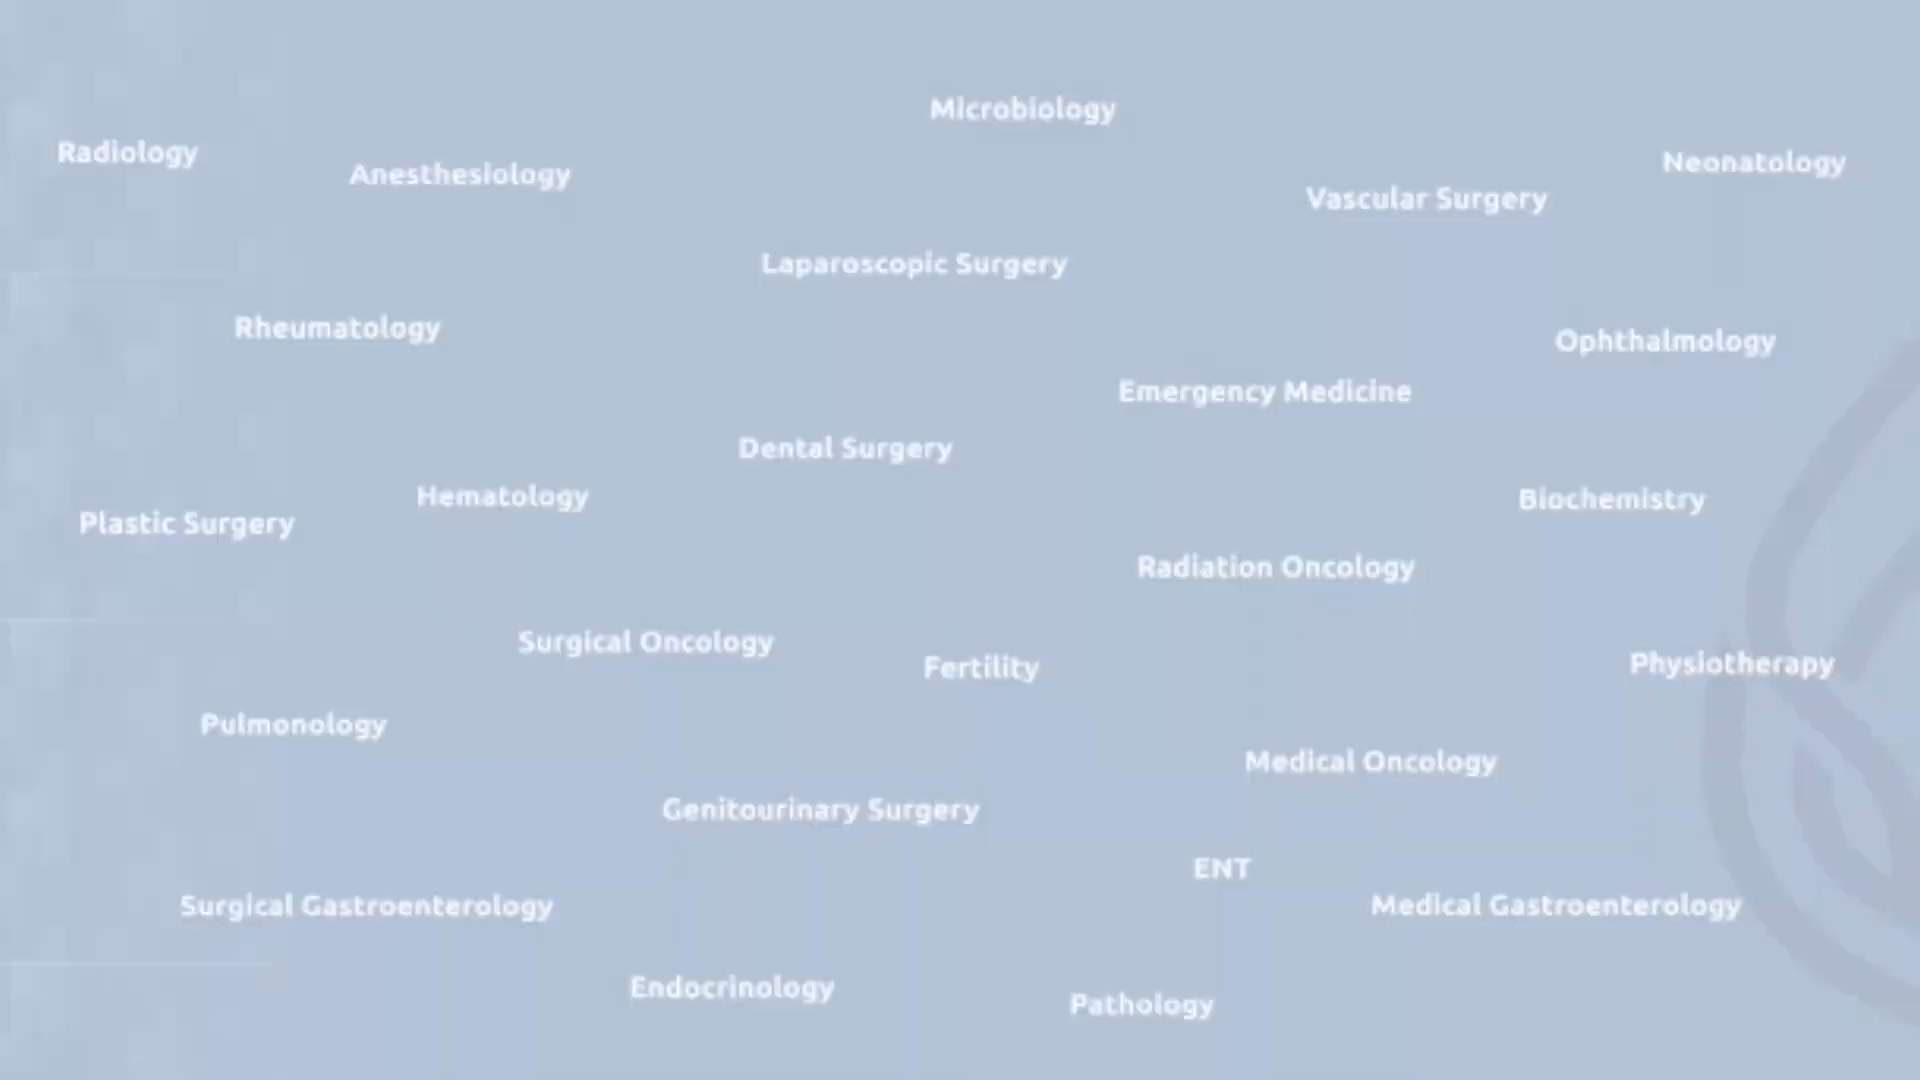 Microbiology
Radiology
Anesthesiology
Neonatology
Vascular Surgery
Laparoscopic Surgery
Rheumatology
Ophthalmology
Emergency Medicine
Dental Surgery
Hematology
Biochemistry
Plastic Surgery
Radiation Oncology
Surgical Oncology
Fertility
Physiotherapy
Pulmonology
Medical Oncology
Genitourinary Surgery
ENT
Surgical Gastroenterology
Medical Gastroenterology
Endocrinology
Pathology